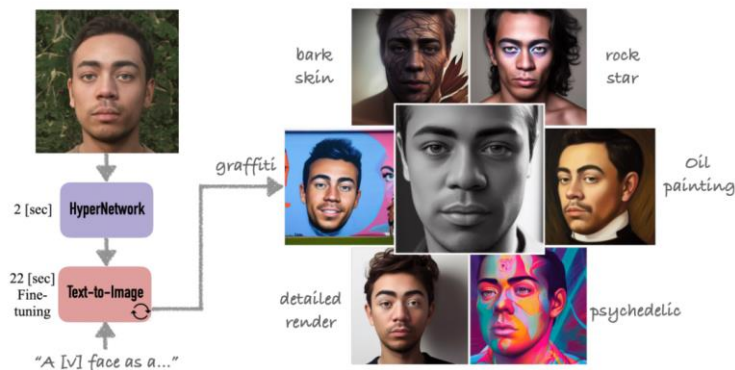 2 [sec]
HyperNetwork
22 [sec]
Fine-
tuning
Text-to-Image
"A [V] face as a..."
graffiti
bark
skin
rock
star
Oil
painting
detailed
render
psychedelic